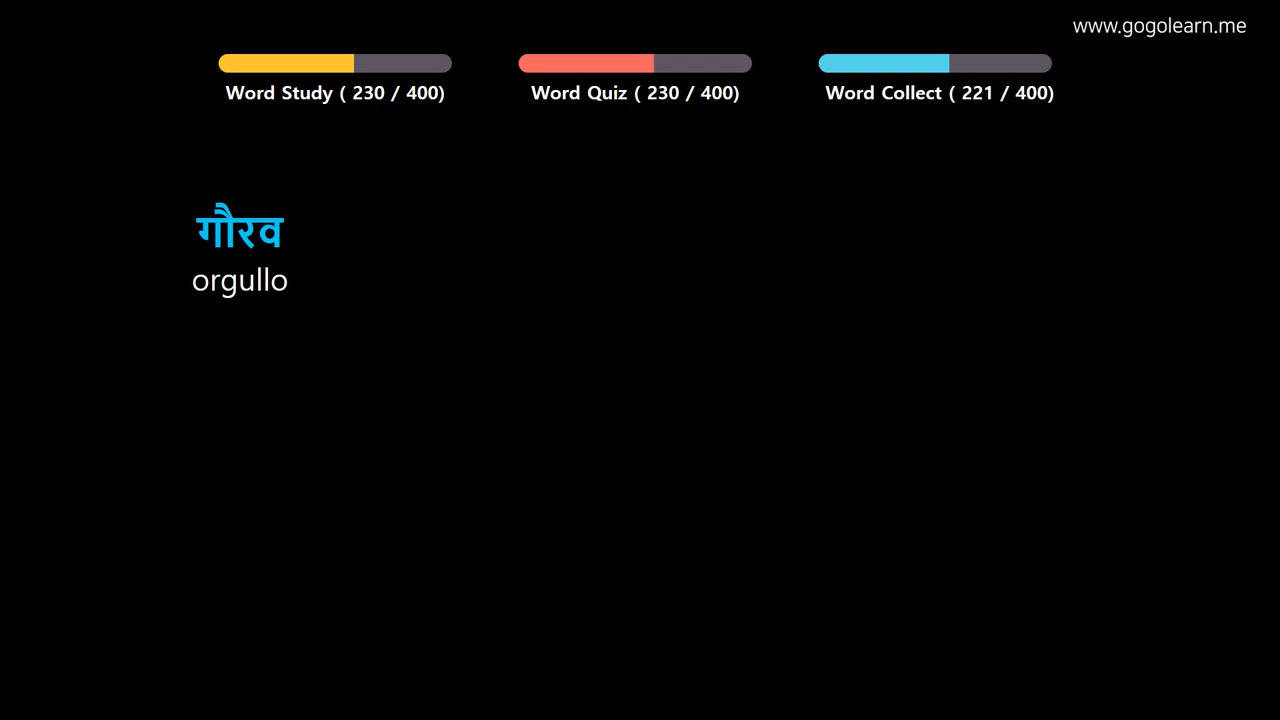 www.gogolearn.me
Word Study ( 230 / 400)
Word Quiz ( 230 / 400)
Word Collect ( 221 / 400)
गौरव
orgullo